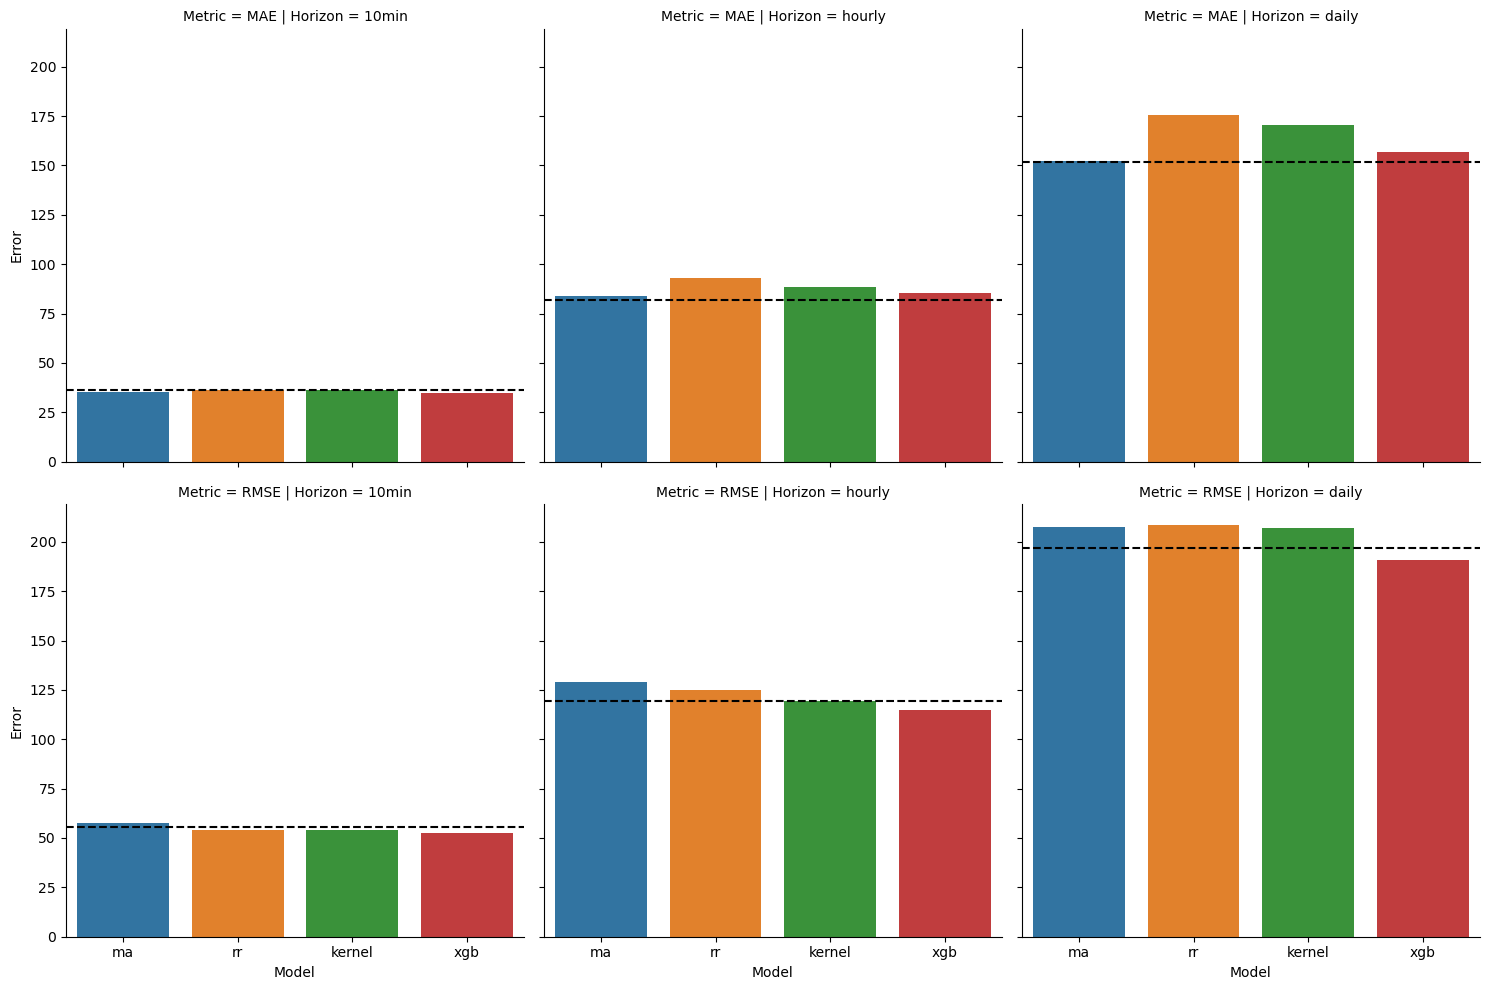 Metric = MAE | Horizon = 10min
Metric = MAE | Horizon = hourly
Metric = MAE | Horizon = daily
200
175
150
125
100
75
50
25
0
Error
Metric = RMSE | Horizon = 10min
Metric = RMSE | Horizon = hourly
Metric = RMSE | Horizon = daily
200
175
150
125
100
75
50
25
0
Error
ma rr kernel xgb
ma rr kernel xgb
ma rr kernel xgb
Model
Model
Model